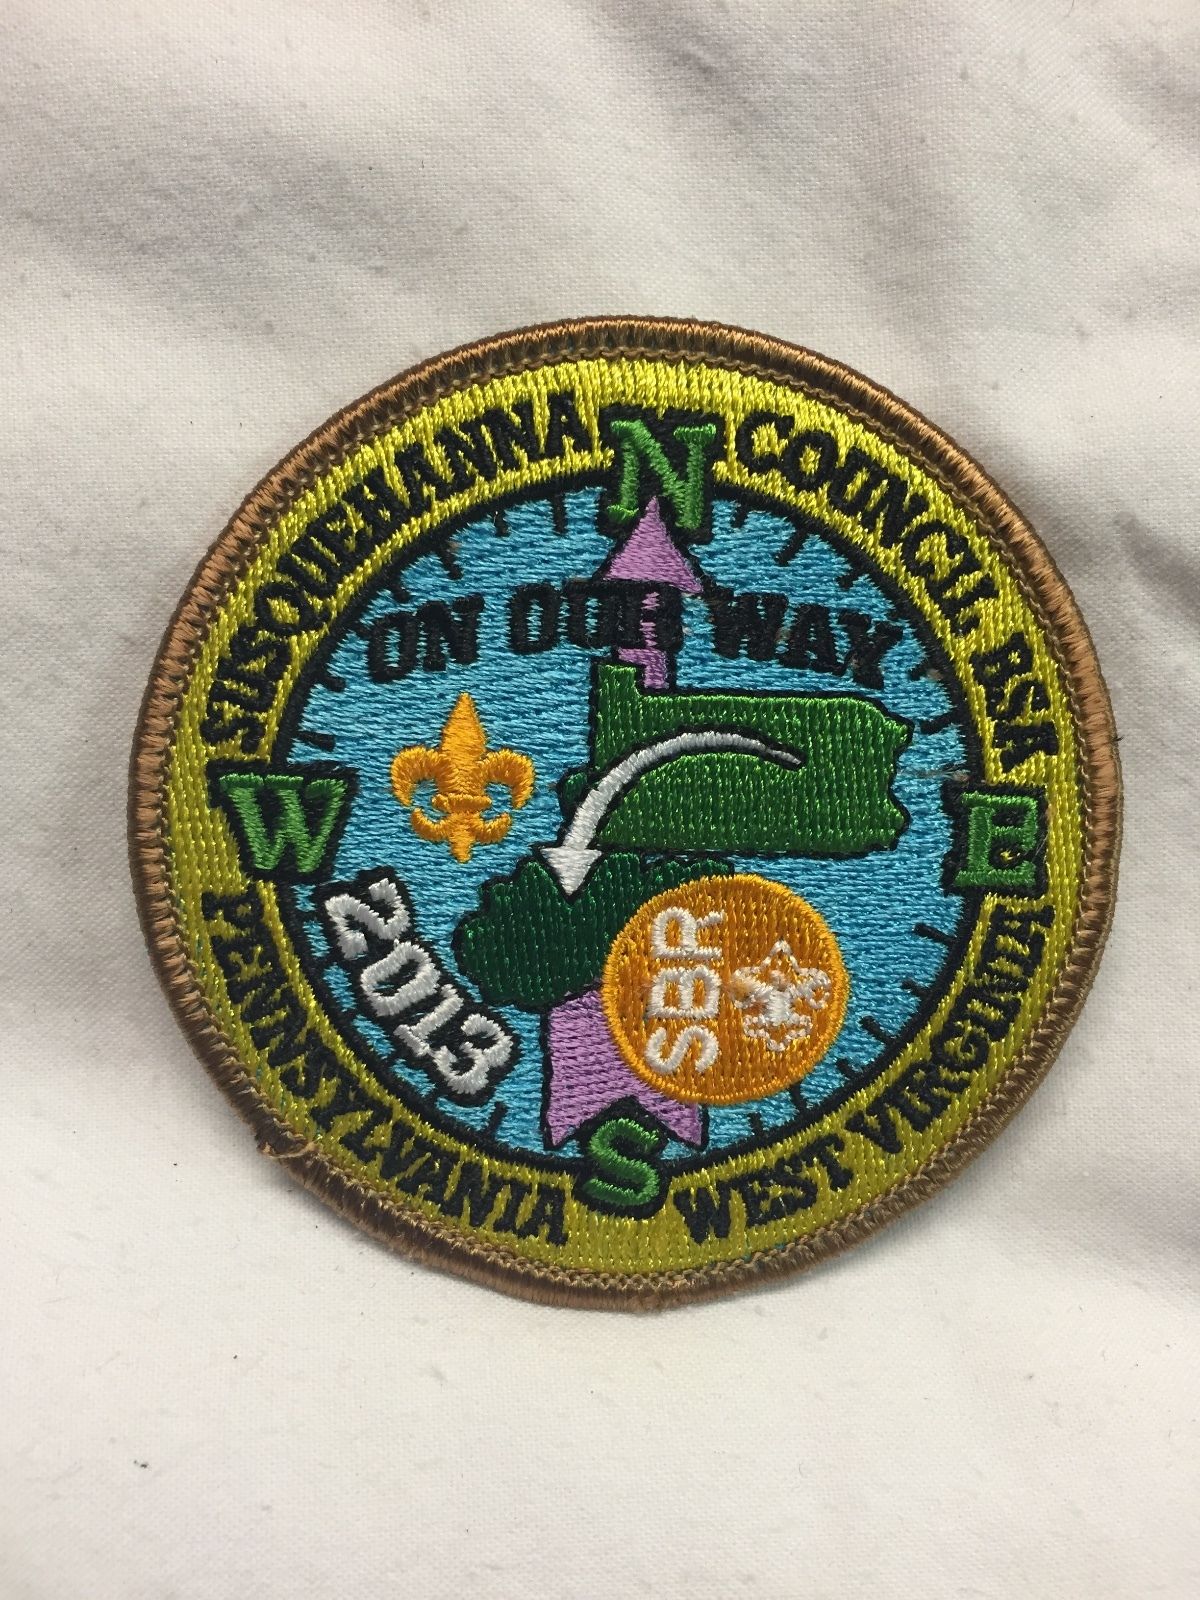 SUSQUEHANNA COUNCIL BSA
N
ON OUR WAY
W
E
2013
SBR
S
PENNSYLVANIA WEST VIRGINIA